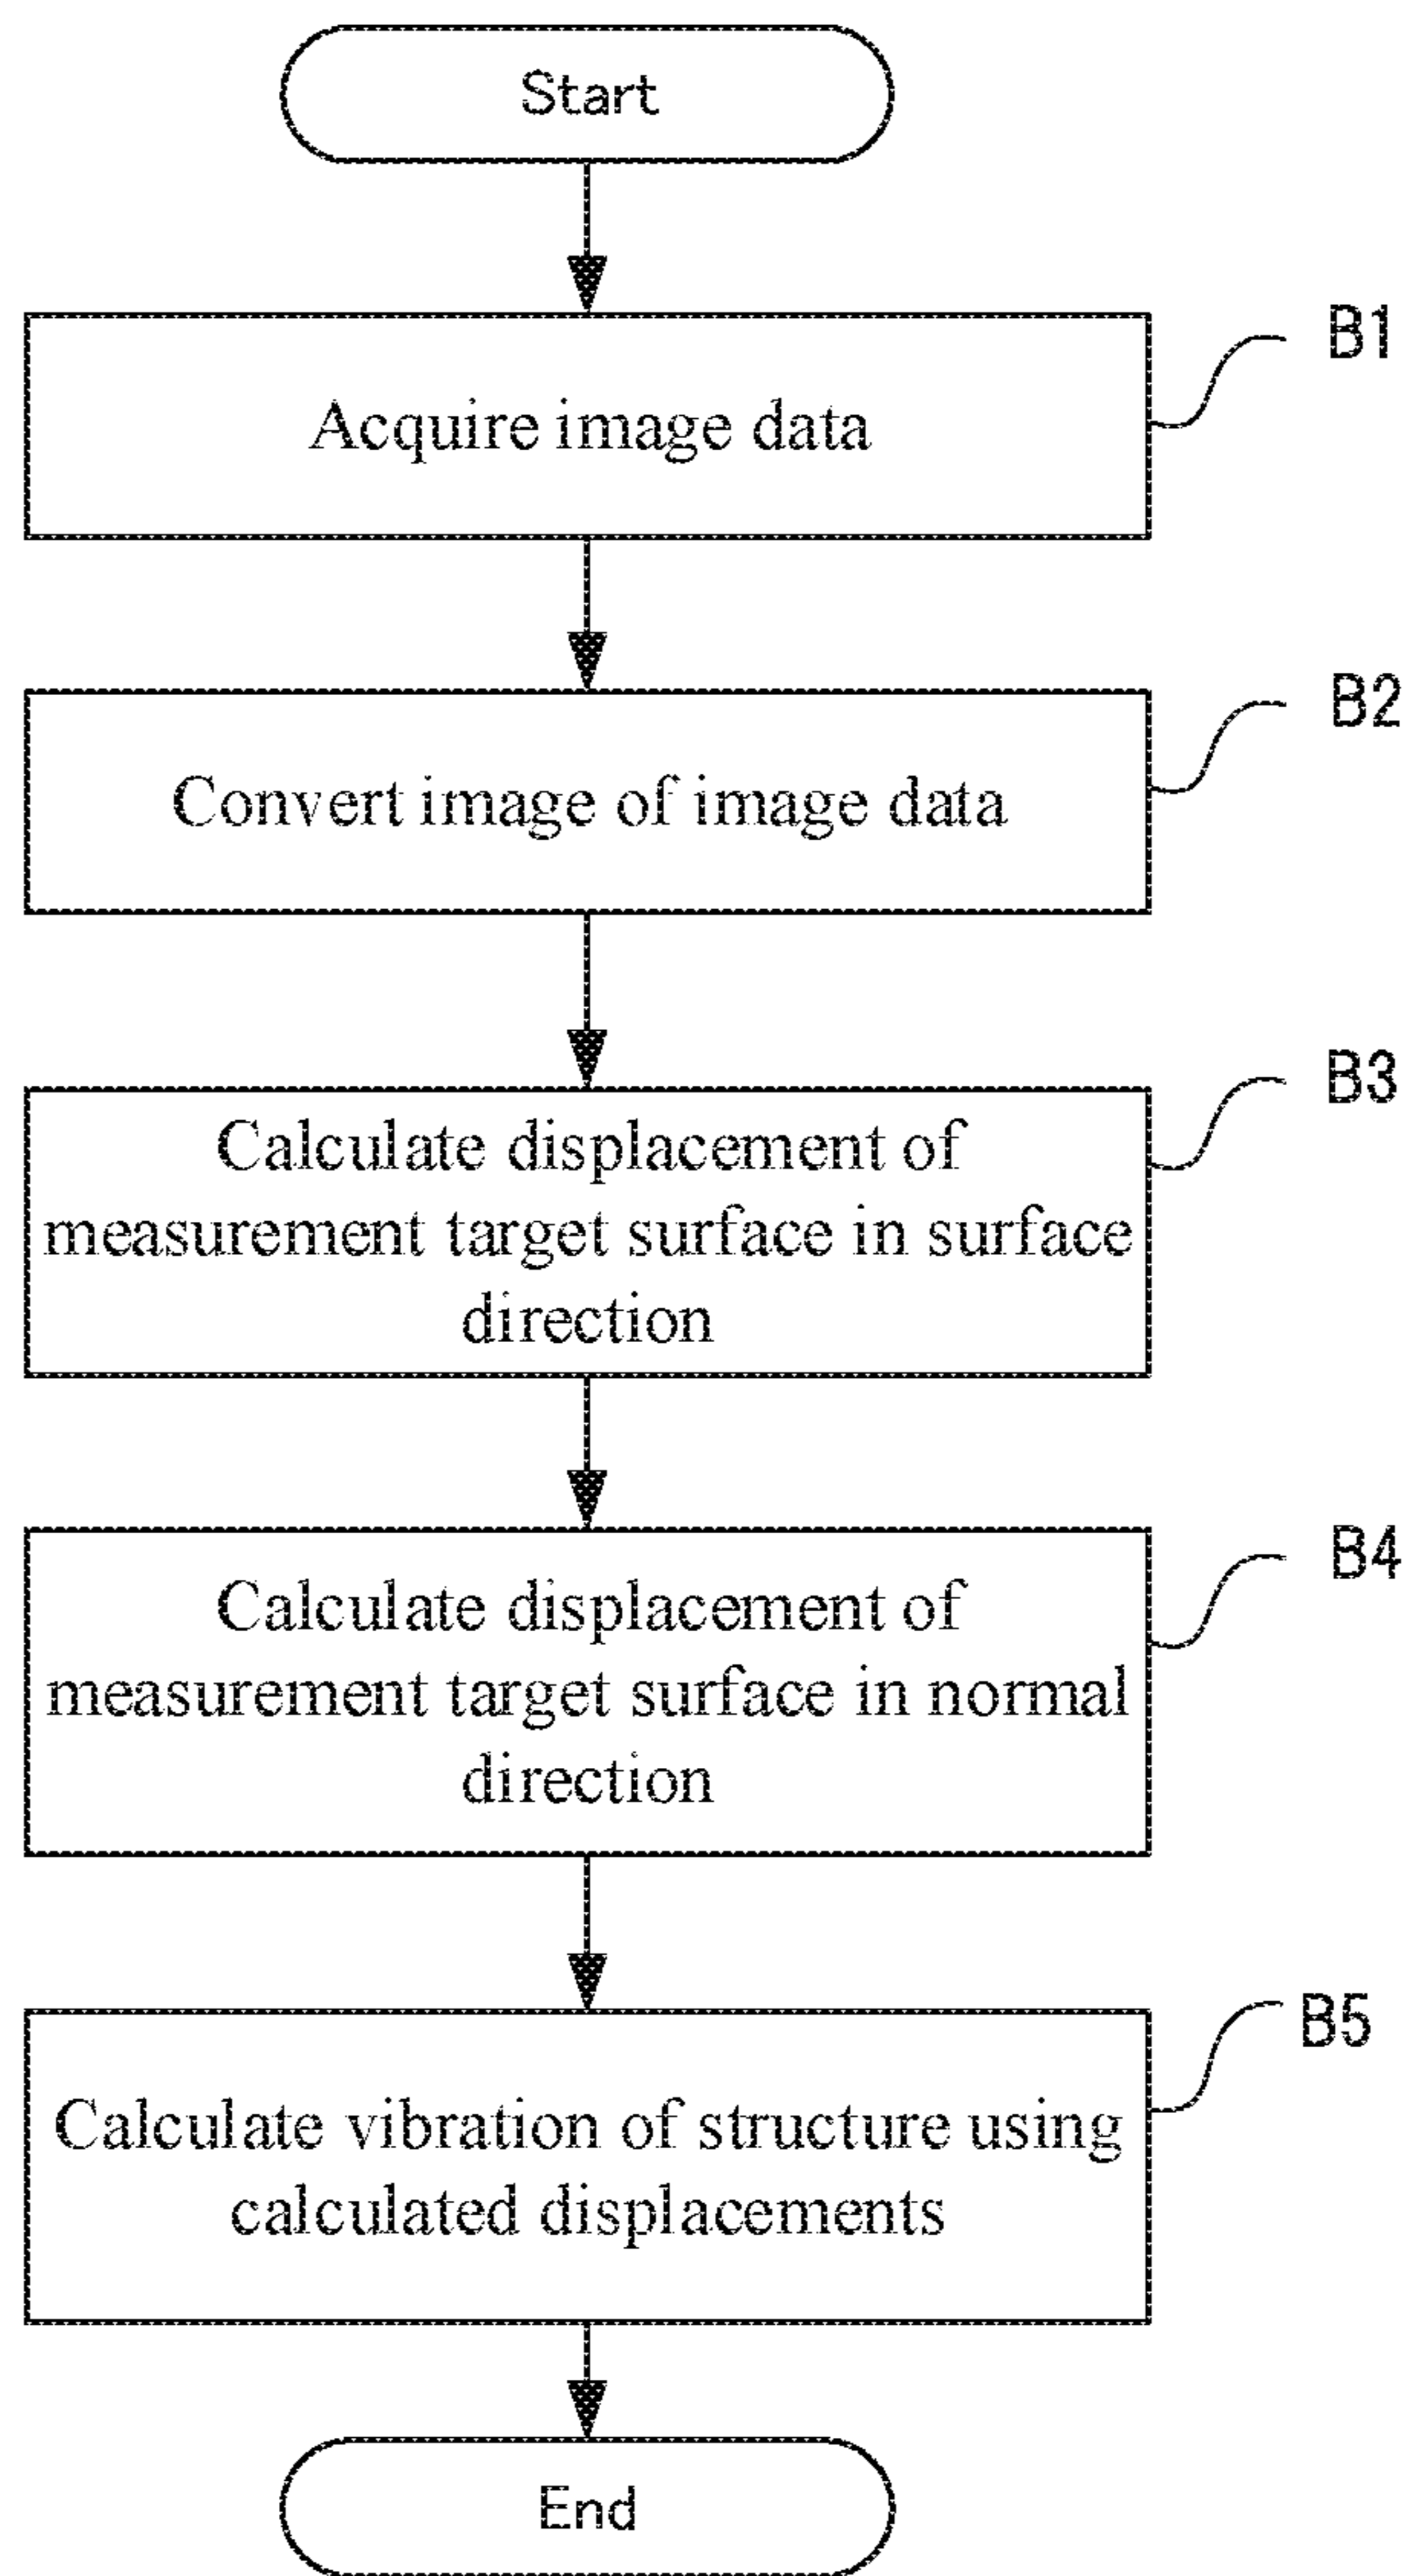 Start
B1
Acquire image data
B2
Convert image of image data
B3
Calculate displacement of
measurement target surface in surface
direction
B4
Calculate displacement of
measurement target surface in normal
direction
B5
Calculate vibration of structure using
calculated displacements
End